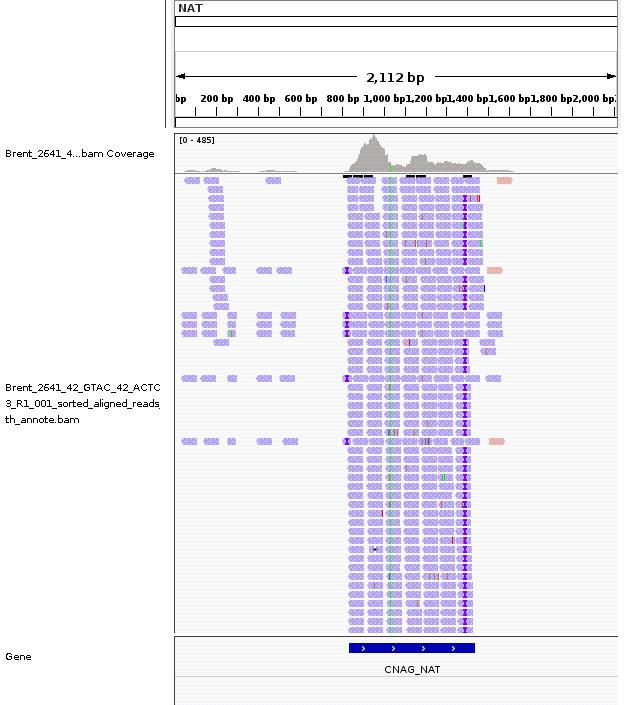 NAT
2,112 bp
bp 200 bp 400 bp 600 bp 800 bp 1,000 bp 1,200 bp 1,400 bp 1,600 bp 1,800 bp 2,000 bp
[0 - 485]
Brent_2641_4...bam Coverage
Brent_2641_42_GTAC_42_ACTC
3_R1_001_sorted_aligned_reads_
th_annote.bam
Gene
CNAG_NAT